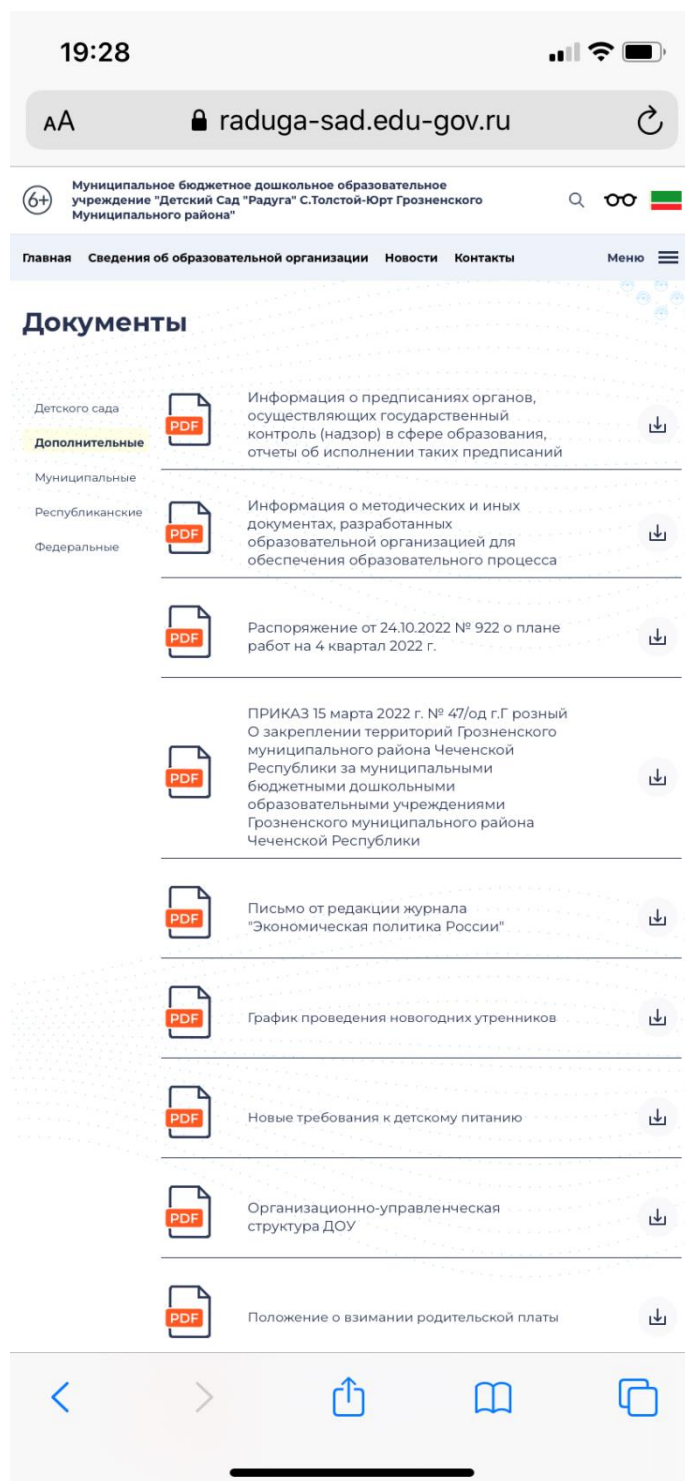 19:28
AA raduga-sad.edu-gov.ru
6+
Муниципальное бюджетное дошкольное образовательное
учреждение "Детский Сад "Радуга" С.Толстой-Юрт Грозненского
Муниципального района"
Главная Сведения об образовательной организации Новости Контакты Меню
Документы
Детского сада
Дополнительные
Муниципальные
Республиканские
Федеральные
PDF
Информация о предписаниях органов,
осуществляющих государственный
контроль (надзор) в сфере образования,
отчеты об исполнении таких предписаний
PDF
Информация о методических и иных
документах, разработанных
образовательной организацией для
обеспечения образовательного процесса
PDF
Распоряжение от 24.10.2022 № 922 о плане
работ на 4 квартал 2022 г.
PDF
ПРИКАЗ 15 марта 2022 г. № 47/од г.Г розный
О закреплении территорий Грозненского
муниципального района Чеченской
Республики за муниципальными
бюджетными дошкольными
образовательными учреждениями
Грозненского муниципального района
Чеченской Республики
PDF
Письмо от редакции журнала
"Экономическая политика России"
PDF
График проведения новогодних утренников
PDF
Новые требования к детскому питанию
PDF
Организационно-управленческая
структура ДОУ
PDF
Положение о взимании родительской платы